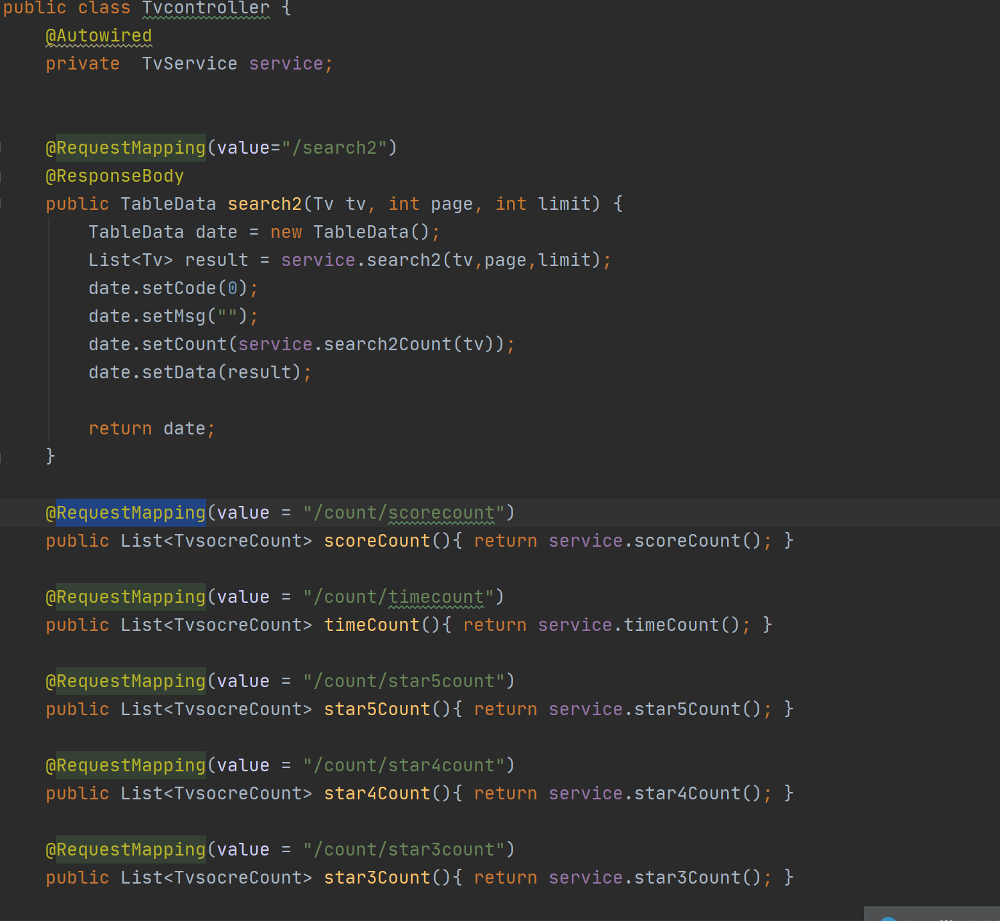 public class Tvcontroller {
@Autowired
private  TvService service;
@RequestMapping(value="/search2")
@ResponseBody
public TableData search2(Tv tv, int page, int limit) {
TableData date = new TableData();
List<Tv> result = service.search2(tv,page,limit);
date.setCode(0);
date.setMsg("");
date.setCount(service.search2Count(tv));
date.setData(result);
return date;
}
@RequestMapping(value = "/count/scorecount")
public List<TvsocreCount> scoreCount(){ return service.scoreCount(); }
@RequestMapping(value = "/count/timecount")
public List<TvsocreCount> timeCount(){ return service.timeCount(); }
@RequestMapping(value = "/count/star5count")
public List<TvsocreCount> star5Count(){ return service.star5Count(); }
@RequestMapping(value = "/count/star4count")
public List<TvsocreCount> star4Count(){ return service.star4Count(); }
@RequestMapping(value = "/count/star3count")
public List<TvsocreCount> star3Count(){ return service.star3Count(); }